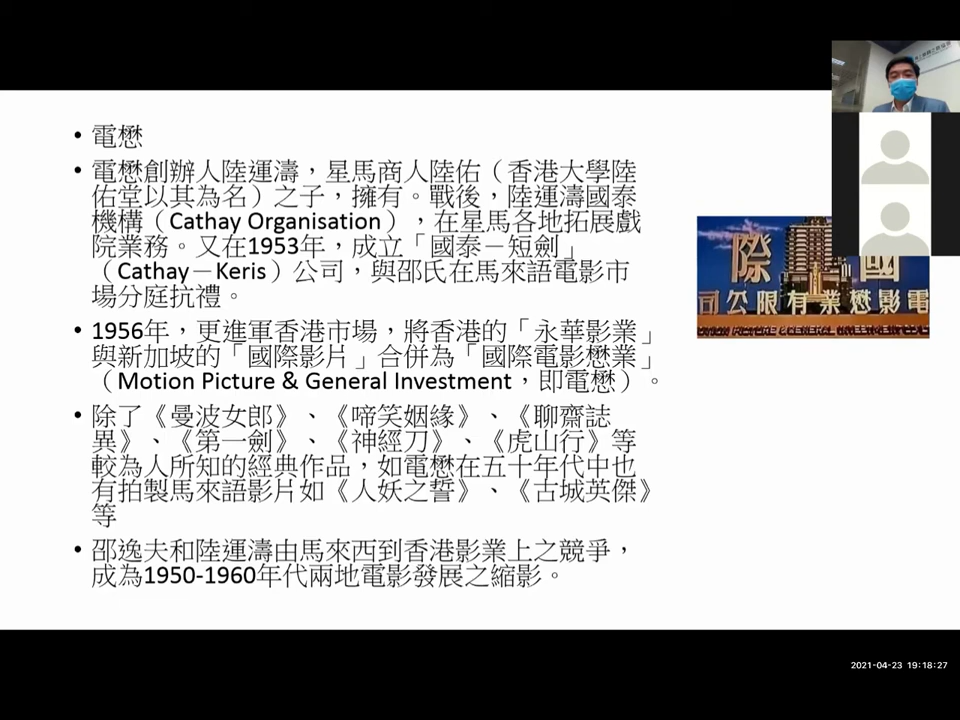 • 電懋
• 電懋創辦人陸運濤，星馬商人陸佑（香港大學陸
佑堂以其為名）之子，擁有。戰後，陸運濤國泰
機構（Cathay Organisation），在星馬各地拓展戲
院業務。又在1953年，成立「國泰－短劍」
（Cathay－Keris）公司，與邵氏在馬來語電影市
場分庭抗禮。
• 1956年，更進軍香港市場，將香港的「永華影業」
與新加坡的「國際影片」合併為「國際電影懋業」
（Motion Picture & General Investment，即電懋）。
• 除了《曼波女郎》、《啼笑姻緣》、《聊齋誌
異》、《第一劍》、《神經刀》、《虎山行》等
較為人所知的經典作品，如電懋在五十年代中也
有拍製馬來語影片如《人妖之誓》、《古城英傑》
等
• 邵逸夫和陸運濤由馬來西到香港影業上之競爭，
成為1950-1960年代兩地電影發展之縮影。
際 國
司公限有業懋影電
2021-04-23 19:18:27